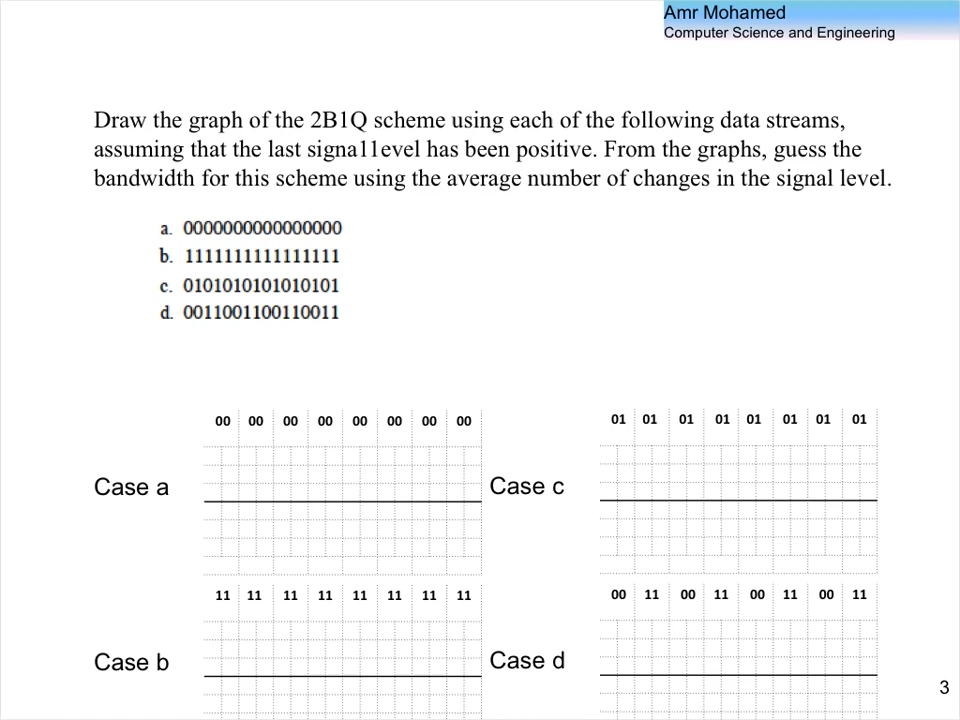 Amr Mohamed
Computer Science and Engineering
Draw the graph of the 2B1Q scheme using each of the following data streams,
assuming that the last signa11evel has been positive. From the graphs, guess the
bandwidth for this scheme using the average number of changes in the signal level.
a. 0000000000000000
b. 1111111111111111
c. 0101010101010101
d. 0011001100110011
00 00 00 00 00 00 00 00
Case a
01 01 01 01 01 01 01 01
Case c
11 11 11 11 11 11 11 11
Case b
00 11 00 11 00 11 00 11
Case d
3